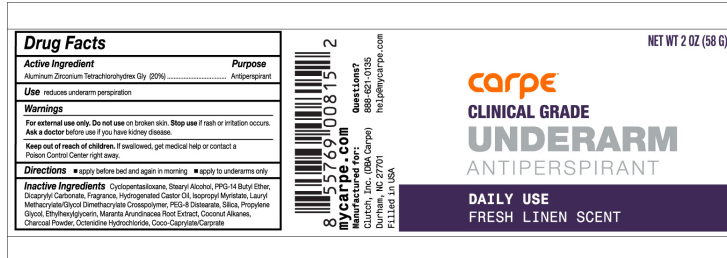 Drug Facts
Active Ingredient Purpose
Aluminum Zirconium Tetrachlorohydrex Gly (20%) ................................ Antiperspirant
Use reduces underarm perspiration
Warnings
For external use only. Do not use on broken skin. Stop use if rash or irritation occurs.
Ask a doctor before use if you have kidney disease.
Keep out of reach of children. If swallowed, get medical help or contact a
Poison Control Center right away.
Directions ■ apply before bed and again in morning ■ apply to underarms only
Inactive Ingredients Cyclopentasiloxane, Stearyl Alcohol, PPG-14 Butyl Ether,
Dicaprylyl Carbonate, Fragrance, Hydrogenated Castor Oil, Isopropyl Myristate, Lauryl
Methacrylate/Glycol Dimethacrylate Crosspolymer, PEG-8 Distearate, Silica, Propylene
Glycol, Ethylhexylglycerin, Maranta Arundinacea Root Extract, Coconut Alkanes,
Charcoal Powder, Octenidine Hydrochloride, Coco-Caprylate/Carprate
8 55769 00815 2
mycarpe.com
Manufactured for:
Clutch, Inc. (DBA Carpe)
Durham, NC 27701
Filled in USA
Questions?
888-621-0135
help@mycarpe.com
NET WT 2 OZ (58 G)
carpe
CLINICAL GRADE
UNDERARM
ANTIPERSPIRANT
DAILY USE
FRESH LINEN SCENT